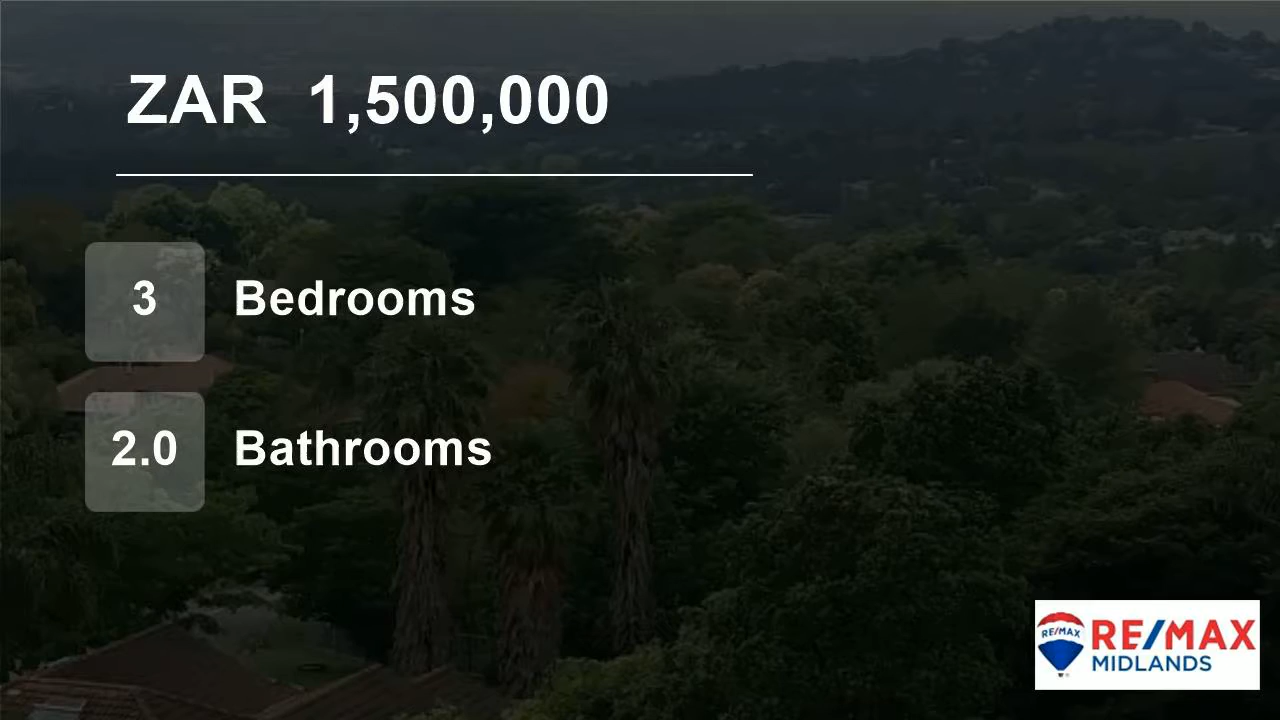 ZAR 1,500,000
3 Bedrooms
2.0 Bathrooms
RE/MAX
RE/MAX
MIDLANDS